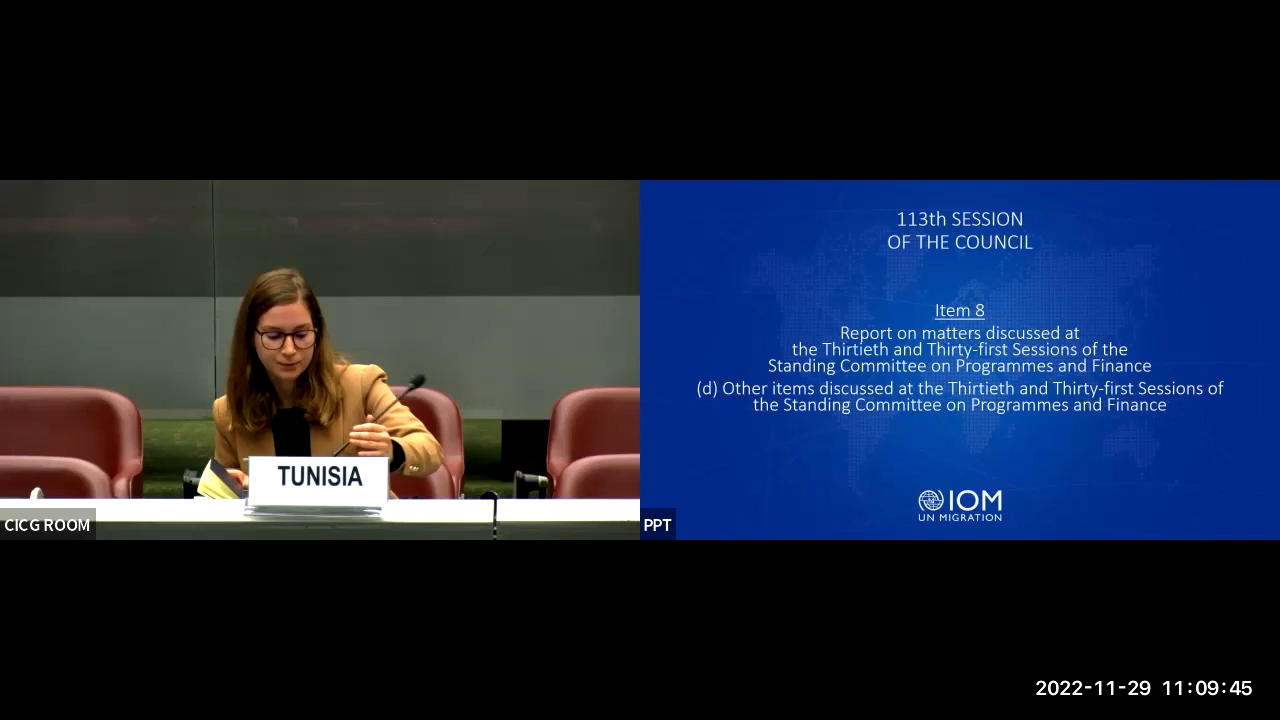 TUNISIA
CICG ROOM
113th SESSION
OF THE COUNCIL
Item 8
Report on matters discussed at
the Thirtieth and Thirty-first Sessions of the
Standing Committee on Programmes and Finance
(d) Other items discussed at the Thirtieth and Thirty-first Sessions of
the Standing Committee on Programmes and Finance
IOM
UN MIGRATION
PPT
2022-11-29 11:09:45